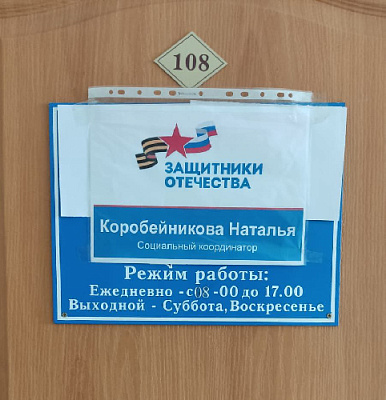 108
ЗАЩИТНИКИ
ОТЕЧЕСТВА
Коробейникова Наталья
Социальный координатор
Режим работы:
Ежедневно - с08-00 до 17.00
Выходной - Суббота, Воскресенье